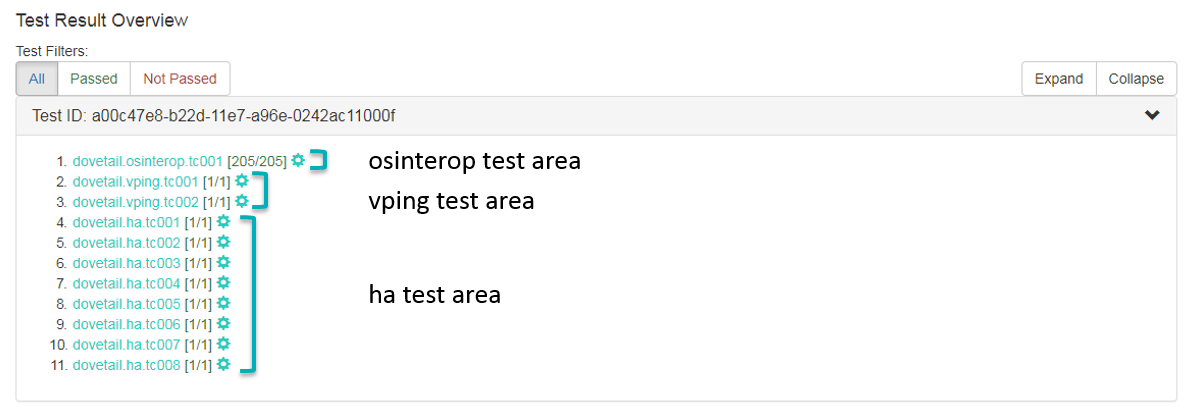 Test Result Overview
Test Filters:
All Passed Not Passed Expand Collapse
Test ID: a00c47e8-b22d-11e7-a96e-0242ac11000f
1. dovetail.osinterop.tc001 [205/205] osinterop test area
2. dovetail.vping.tc001 [1/1]
3. dovetail.vping.tc002 [1/1] vping test area
4. dovetail.ha.tc001 [1/1]
5. dovetail.ha.tc002 [1/1]
6. dovetail.ha.tc003 [1/1]
7. dovetail.ha.tc004 [1/1] ha test area
8. dovetail.ha.tc005 [1/1]
9. dovetail.ha.tc006 [1/1]
10. dovetail.ha.tc007 [1/1]
11. dovetail.ha.tc008 [1/1]